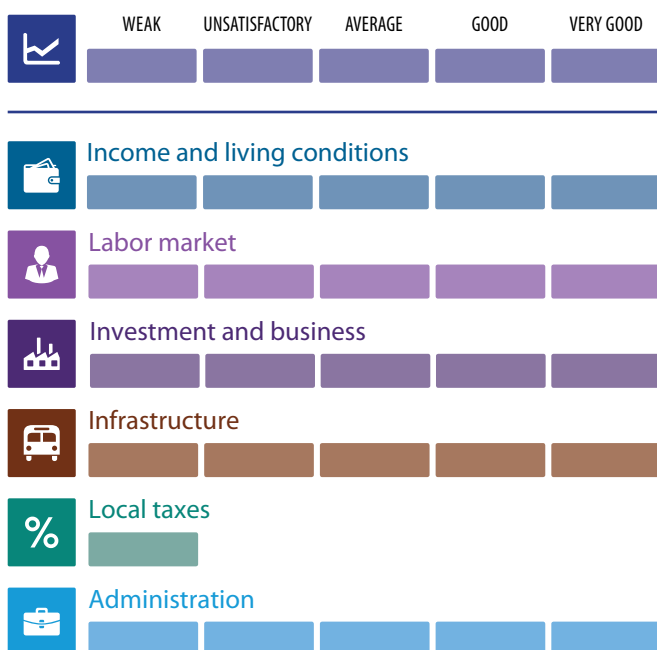 WEAK UNSATISFACTORY AVERAGE GOOD VERY GOOD
Income and living conditions
Labor market
Investment and business
Infrastructure
Local taxes
%
Administration